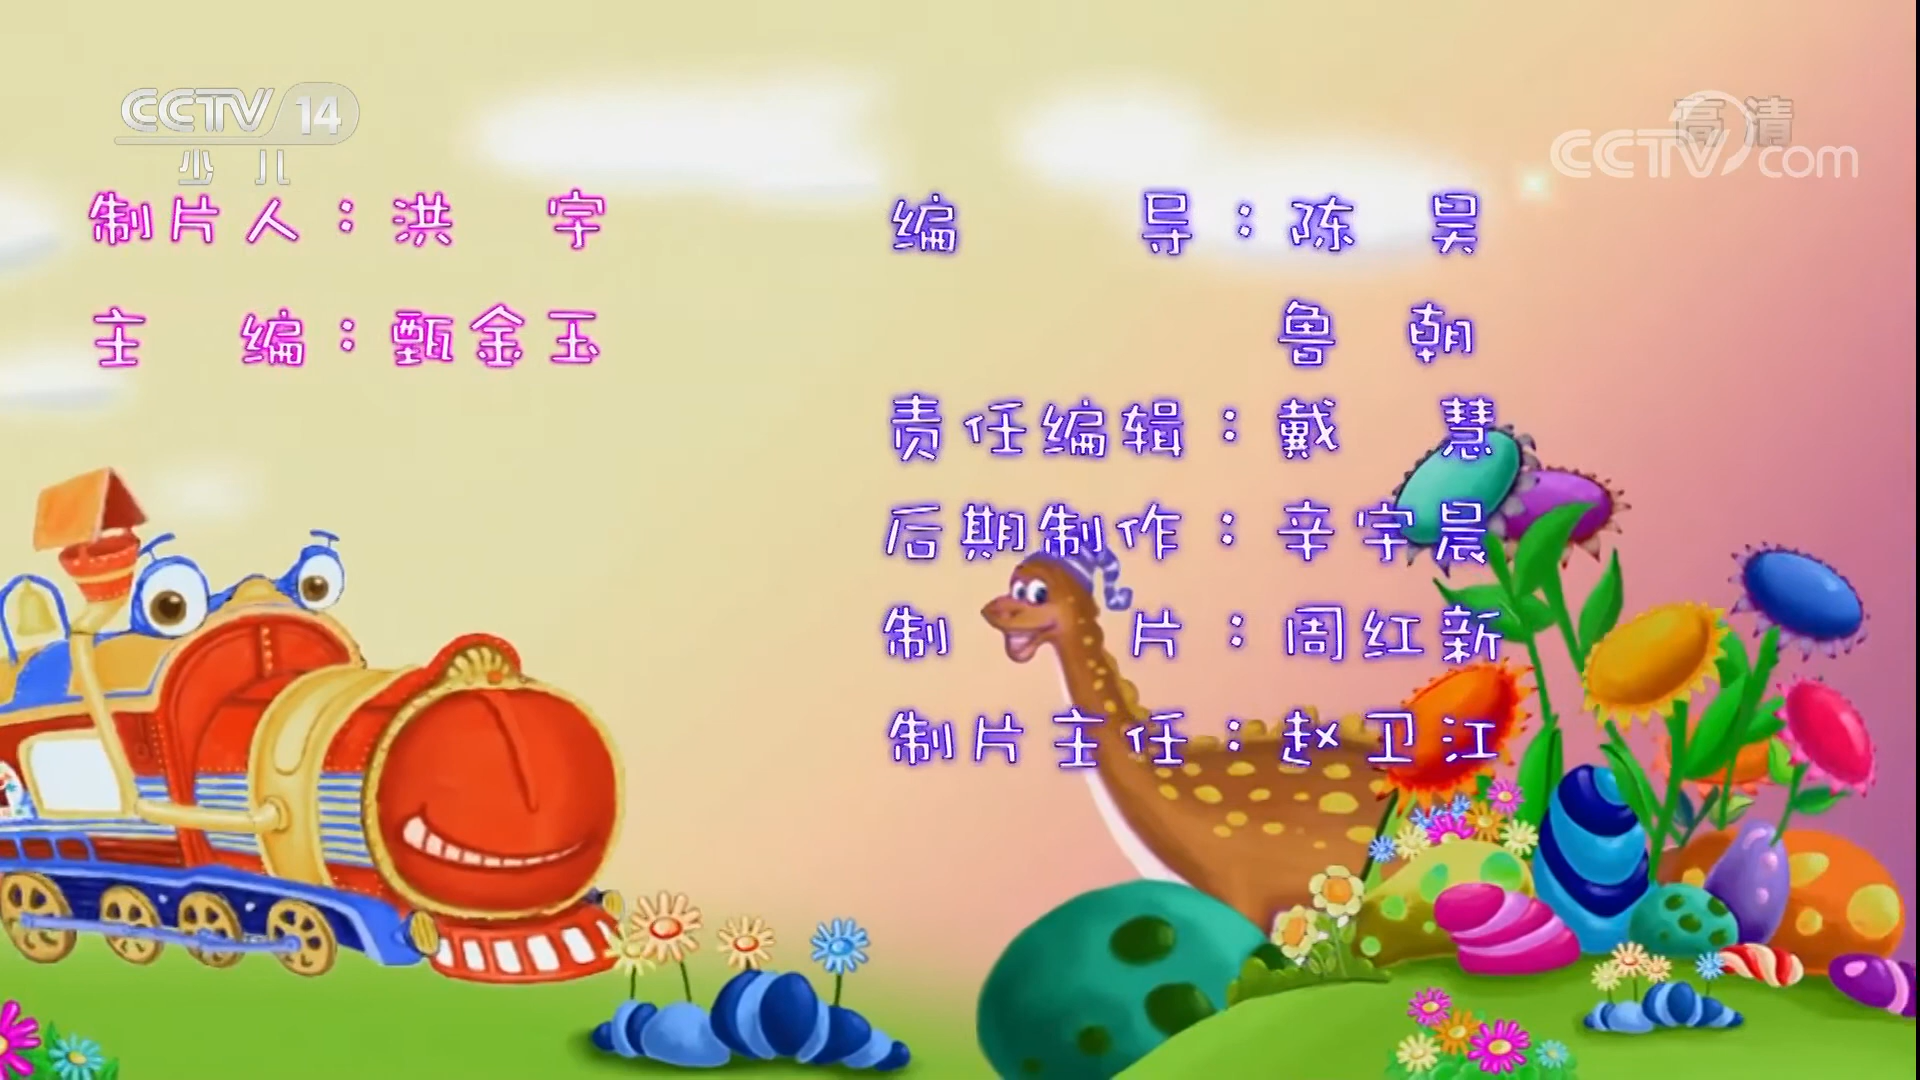 CCTV 14
少儿
高清
CCTV.com
制片人：洪 宇
主 编：甄金玉
编 导：陈 昊
鲁 朝
责任编辑：戴 慧
后期制作：辛宇晨
制 片：周红新
制片主任：赵卫江